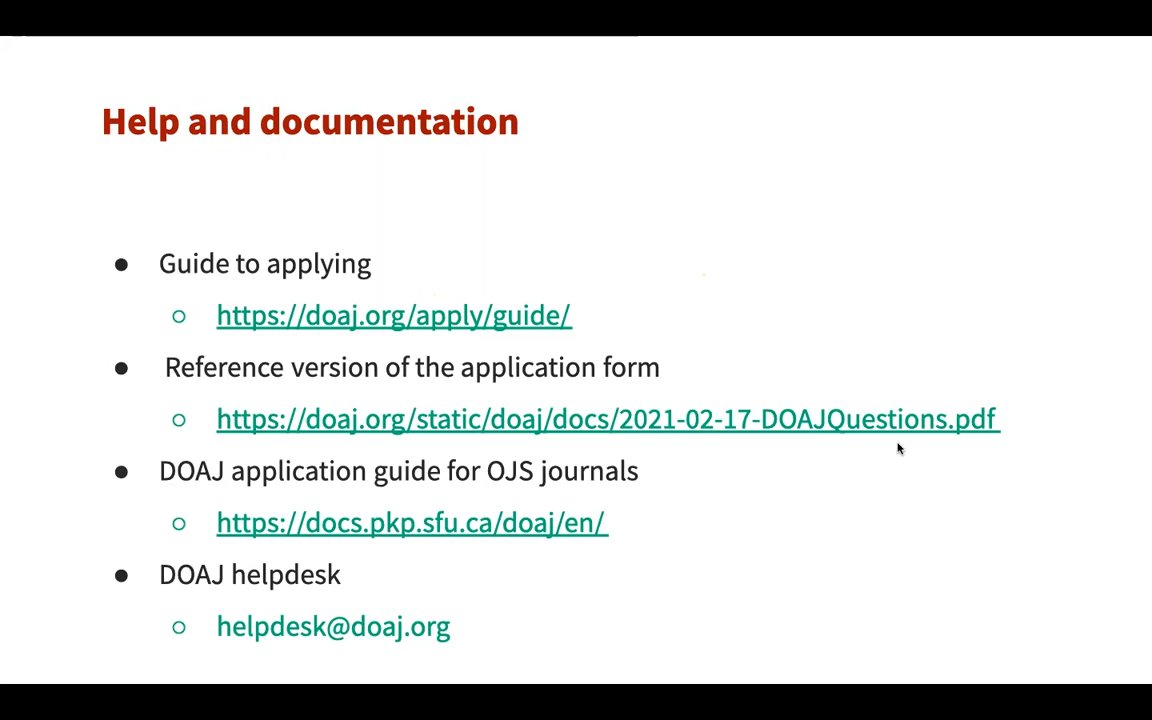 Help and documentation
● Guide to applying
○ https://doaj.org/apply/guide/
● Reference version of the application form
○ https://doaj.org/static/doaj/docs/2021-02-17-DOAJQuestions.pdf
● DOAJ application guide for OJS journals
○ https://docs.pkp.sfu.ca/doaj/en/
● DOAJ helpdesk
○ helpdesk@doaj.org